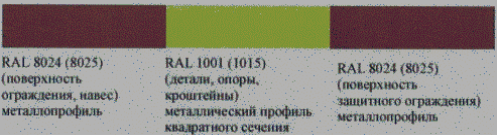 RAL 8024 (8025)
(поверхность
ограждения, навес)
металлопрофиль
RAL 1001 (1015)
(детали, опоры,
кроштейны)
металлический профиль
квадратного сечения
RAL 8024 (8025)
(поверхность
защитного ограждения)
металлопрофиль